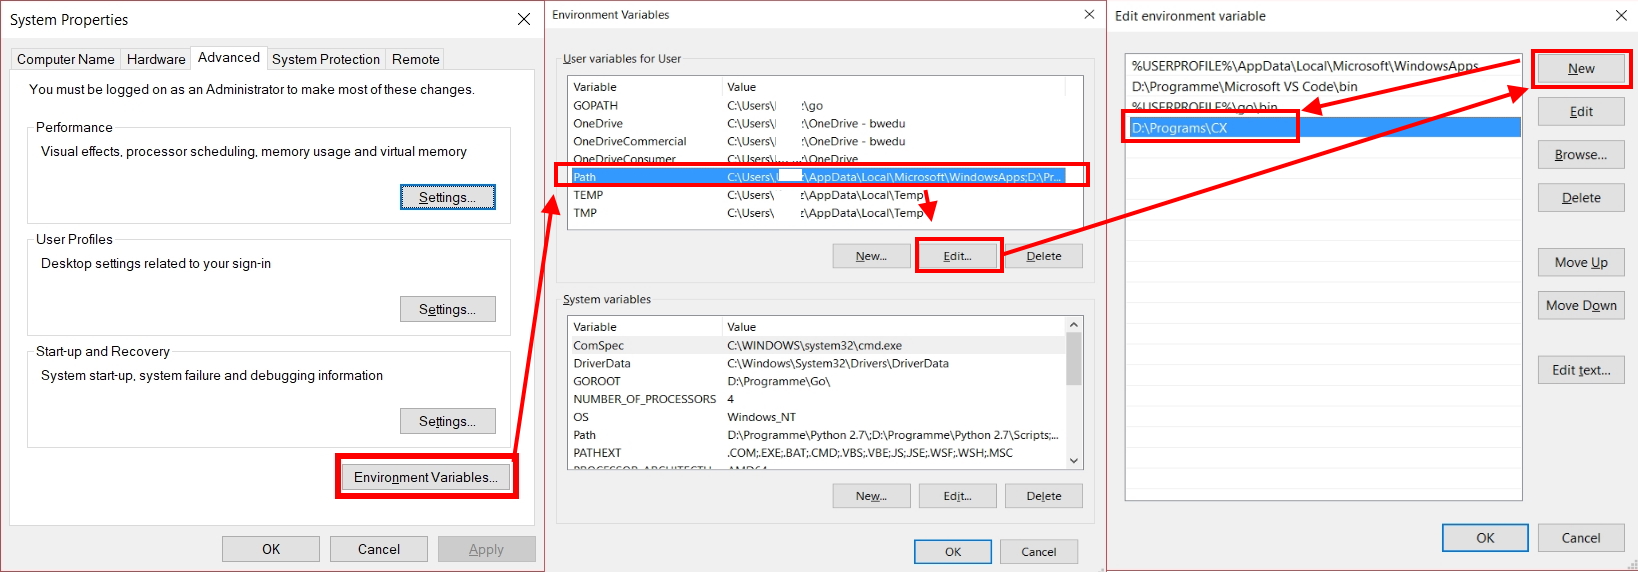 System Properties
Computer Name Hardware Advanced System Protection Remote
You must be logged on as an Administrator to make most of these changes.
Performance
Visual effects, processor scheduling, memory usage and virtual memory
Settings...
User Profiles
Desktop settings related to your sign-in
Settings...
Start-up and Recovery
System start-up, system failure and debugging information
Settings...
Environment Variables...
OK Cancel Apply
Environment Variables
User variables for User
Variable Value
GOPATH C:\Users\ \go
OneDrive C:\Users\ \OneDrive - bwedu
OneDriveCommercial C:\Users\ \OneDrive - bwedu
OneDriveConsumer C:\Users\ \OneDrive
Path C:\Users\ \AppData\Local\Microsoft\WindowsApps;D:\Pr...
TEMP C:\Users\ \AppData\Local\Temp
TMP C:\Users\ \AppData\Local\Temp
New... Edit... Delete
System variables
Variable Value
ComSpec C:\WINDOWS\system32\cmd.exe
DriverData C:\Windows\System32\Drivers\DriverData
GOROOT D:\Programme\Go\
NUMBER_OF_PROCESSORS 4
OS Windows_NT
Path D:\Programme\Python 2.7\;D:\Programme\Python 2.7\Scripts;...
PATHEXT .COM;.EXE;.BAT;.CMD;.VBS;.VBE;.JS;.JSE;.WSF;.WSH;.MSC
New... Edit... Delete
OK Cancel
Edit environment variable
%USERPROFILE%\AppData\Local\Microsoft\WindowsApps
D:\Programme\Microsoft VS Code\bin
%USERPROFILE%\go\bin
D:\Programs\CX
New
Edit
Browse...
Delete
Move Up
Move Down
Edit text...
OK Cancel